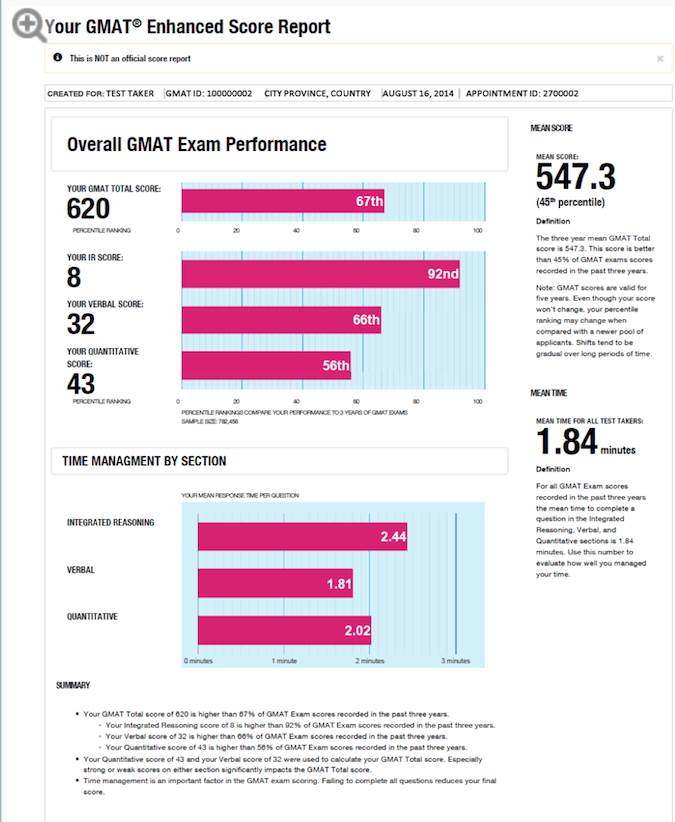 Your GMAT® Enhanced Score Report
This is NOT an official score report
CREATED FOR: TEST TAKER | GMAT ID: 100000002 CITY PROVINCE, COUNTRY | AUGUST 16, 2014 | APPOINTMENT ID: 2700002
Overall GMAT Exam Performance
YOUR GMAT TOTAL SCORE:
620
67th
PERCENTILE RANKING
0 20 40 60 80 100
YOUR IR SCORE:
8
92nd
YOUR VERBAL SCORE:
32
66th
YOUR QUANTITATIVE
SCORE:
43
56th
PERCENTILE RANKING
0 20 40 60 80 100
PERCENTILE RANKINGS COMPARE YOUR PERFORMANCE TO 3 YEARS OF GMAT EXAMS
SAMPLE SIZE: 782,456
TIME MANAGMENT BY SECTION
YOUR MEAN RESPONSE TIME PER QUESTION
INTEGRATED REASONING
2.44
VERBAL
1.81
QUANTITATIVE
2.02
0 minutes 1 minute 2 minutes 3 minutes
SUMMARY
• Your GMAT Total score of 620 is higher than 67% of GMAT Exam scores recorded in the past three years.
◦ Your Integrated Reasoning score of 8 is higher than 92% of GMAT Exam scores recorded in the past three years.
◦ Your Verbal score of 32 is higher than 66% of GMAT Exam scores recorded in the past three years.
◦ Your Quantitative score of 43 is higher than 56% of GMAT Exam scores recorded in the past three years.
• Your Quantitative score of 43 and your Verbal score of 32 were used to calculate your GMAT Total score. Especially
strong or weak scores on either section significantly impacts the GMAT Total score.
• Time management is an important factor in the GMAT exam scoring. Failing to complete all questions reduces your final
score.
MEAN SCORE
MEAN SCORE:
547.3
(45th percentile)
Definition
The three year mean GMAT Total
score is 547.3. This score is better
than 45% of GMAT exams scores
recorded in the past three years.
Note: GMAT scores are valid for
five years. Even though your score
won't change, your percentile
ranking may change when
compared with a newer pool of
applicants. Shifts tend to be
gradual over long periods of time.
MEAN TIME
MEAN TIME FOR ALL TEST TAKERS:
1.84 minutes
Definition
For all GMAT Exam scores
recorded in the past three years
the mean time to complete a
question in the Integrated
Reasoning, Verbal, and
Quantitative sections is 1.84
minutes. Use this number to
evaluate how well you managed
your time.